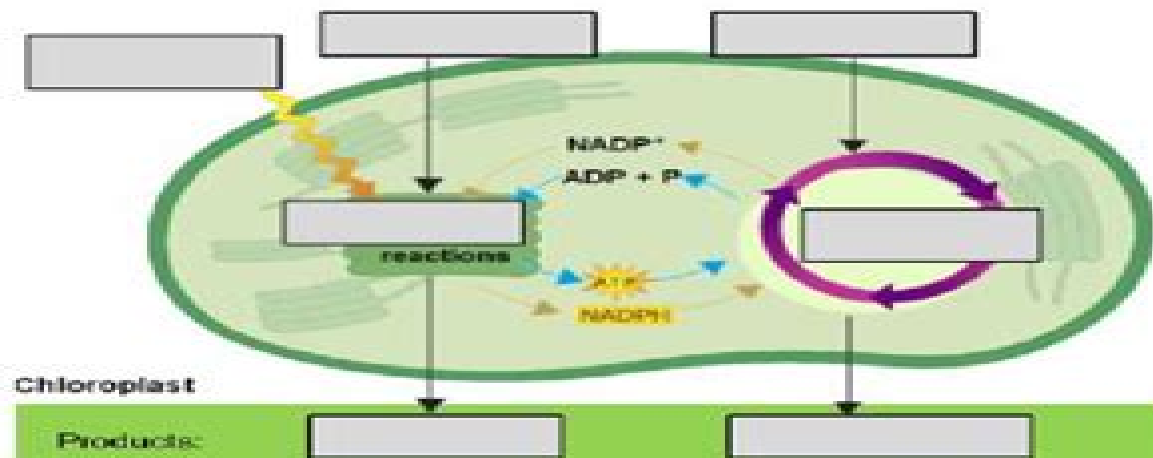 NADP+
ADP + P
reactions
ATP
NADPH
Chloroplast
Products: